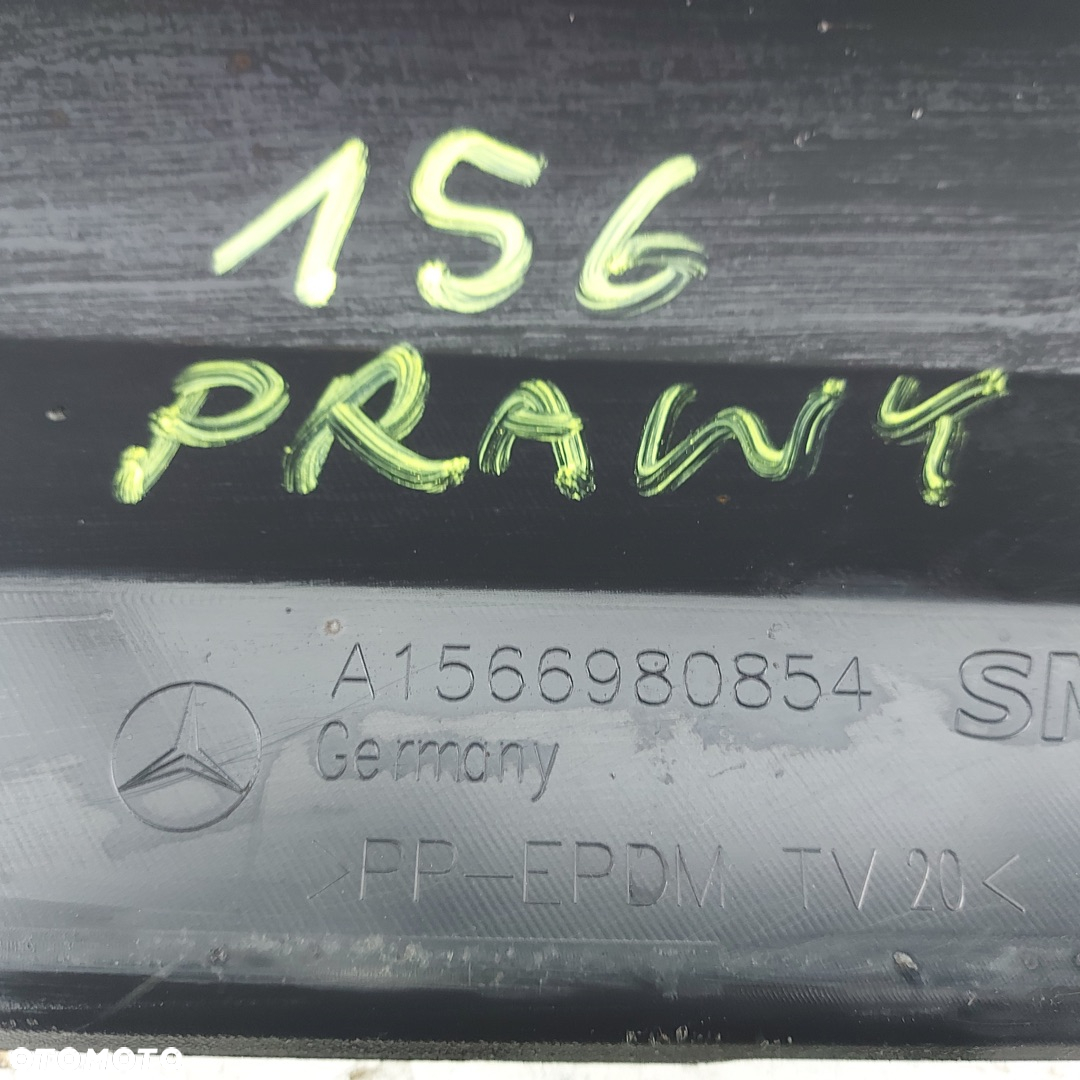 156
PRAWY
A1566980854
SM
Germany
>PP-EPDM TV 20<
OTOMOTO